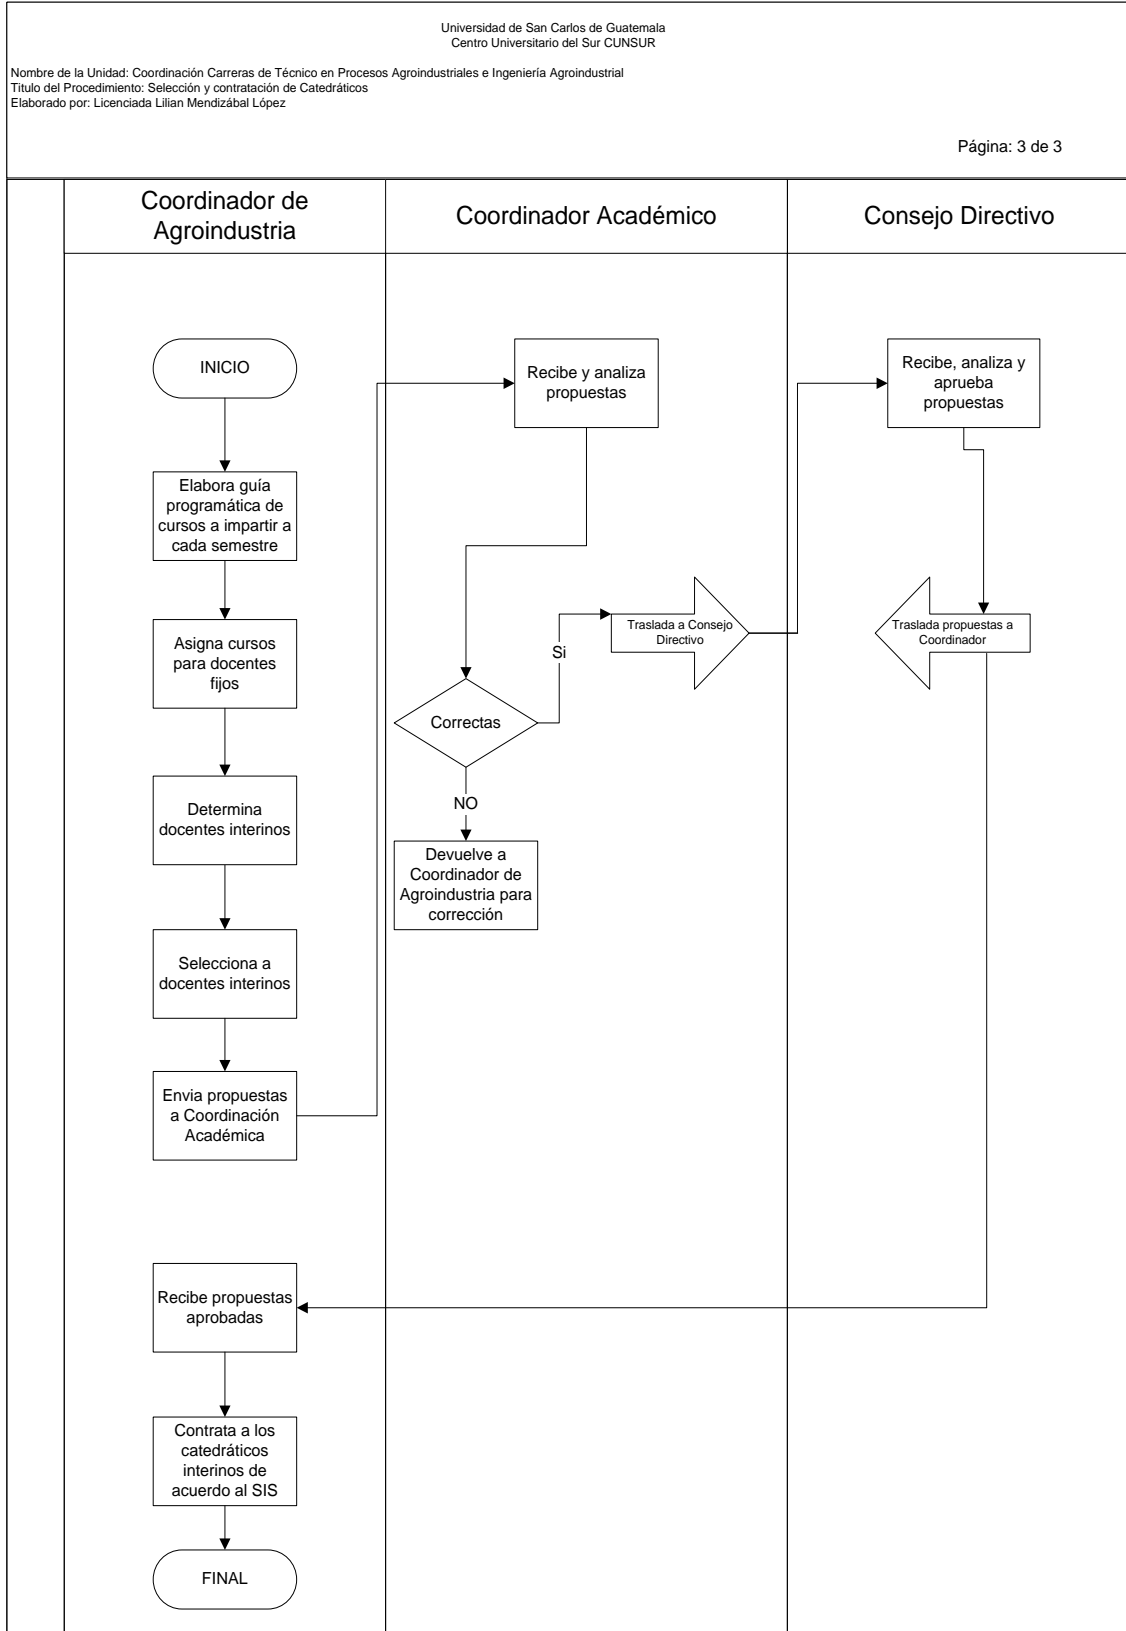 Universidad de San Carlos de Guatemala
Centro Universitario del Sur CUNSUR
Nombre de la Unidad: Coordinación Carreras de Técnico en Procesos Agroindustriales e Ingeniería Agroindustrial
Titulo del Procedimiento: Selección y contratación de Catedráticos
Elaborado por: Licenciada Lilian Mendizábal López
Página: 3 de 3
Coordinador de
Agroindustria
Coordinador Académico
Consejo Directivo
INICIO
Elabora guía
programática de
cursos a impartir a
cada semestre
Asigna cursos
para docentes
fijos
Determina
docentes interinos
Selecciona a
docentes interinos
Envia propuestas
a Coordinación
Académica
Recibe y analiza
propuestas
Correctas
Si
NO
Devuelve a
Coordinador de
Agroindustria para
corrección
Traslada a Consejo
Directivo
Recibe, analiza y
aprueba
propuestas
Traslada propuestas a
Coordinador
Recibe propuestas
aprobadas
Contrata a los
catedráticos
interinos de
acuerdo al SIS
FINAL